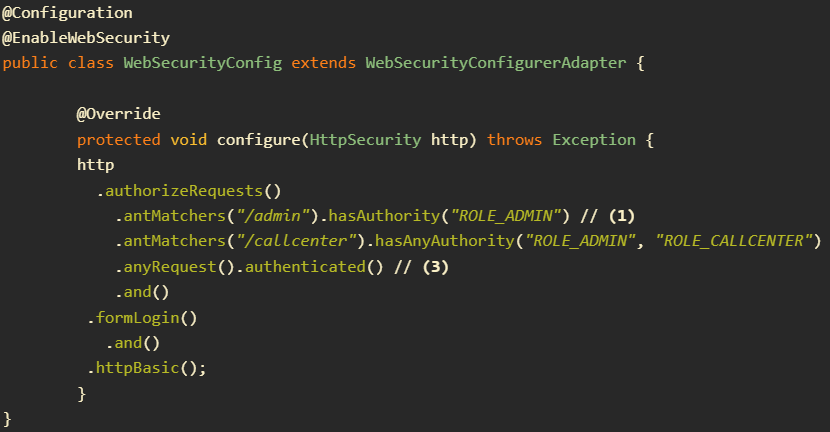 @Configuration
@EnableWebSecurity
public class WebSecurityConfig extends WebSecurityConfigurerAdapter {
@Override
protected void configure(HttpSecurity http) throws Exception {
http
.authorizeRequests()
.antMatchers("/admin").hasAuthority("ROLE_ADMIN") // (1)
.antMatchers("/callcenter").hasAnyAuthority("ROLE_ADMIN", "ROLE_CALLCENTER")
.anyRequest().authenticated() // (3)
.and()
.formLogin()
.and()
.httpBasic();
}
}